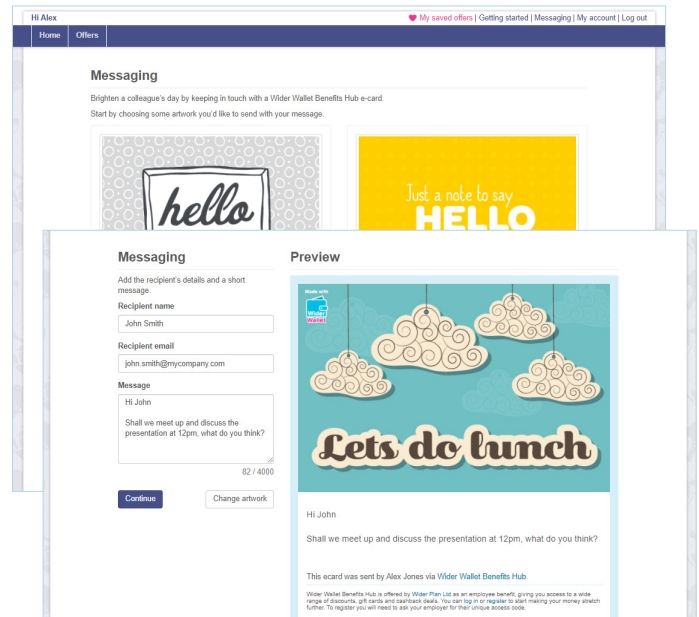 Hi Alex
My saved offers | Getting started | Messaging | My account | Log out
Home Offers
Messaging
Brighten a colleague's day by keeping in touch with a Wider Wallet Benefits Hub e-card.
Start by choosing some artwork you'd like to send with your message.
hello
Just a note to say
HELLO
Messaging
Add the recipient's details and a short
message.
Recipient name
John Smith
Recipient email
john.smith@mycompany.com
Message
Hi John
Shall we meet up and discuss the
presentation at 12pm, what do you think?
82 / 4000
Continue
Change artwork
Preview
Made with
Wider
Wallet
Lets do lunch
Hi John
Shall we meet up and discuss the presentation at 12pm, what do you think?
This ecard was sent by Alex Jones via Wider Wallet Benefits Hub.
Wider Wallet Benefits Hub is offered by Wider Plan Ltd as an employee benefit, giving you access to a wide
range of discounts, gift cards and cashback deals. You can log in or register to start making your money stretch
further. To register you will need to ask your employer for their unique access code.